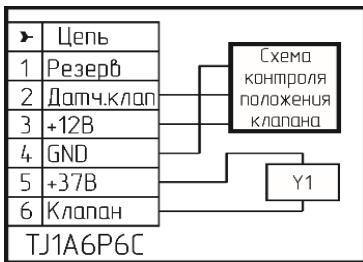 Цепь
1 Резерв
2 Датч.клап
3 +12В
4 GND
5 +37В
6 Клапан
TJ1A6P6C
Схема
контроля
положения
клапана
Y1